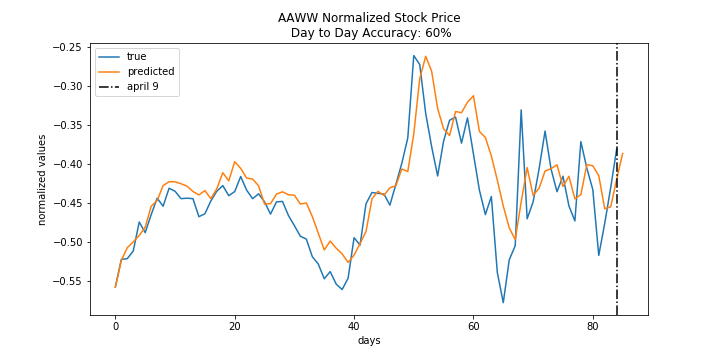 AAWW Normalized Stock Price
Day to Day Accuracy: 60%
true
predicted
april 9
normalized values
−0.25
−0.30
−0.35
−0.40
−0.45
−0.50
−0.55
0
20
40
60
80
days